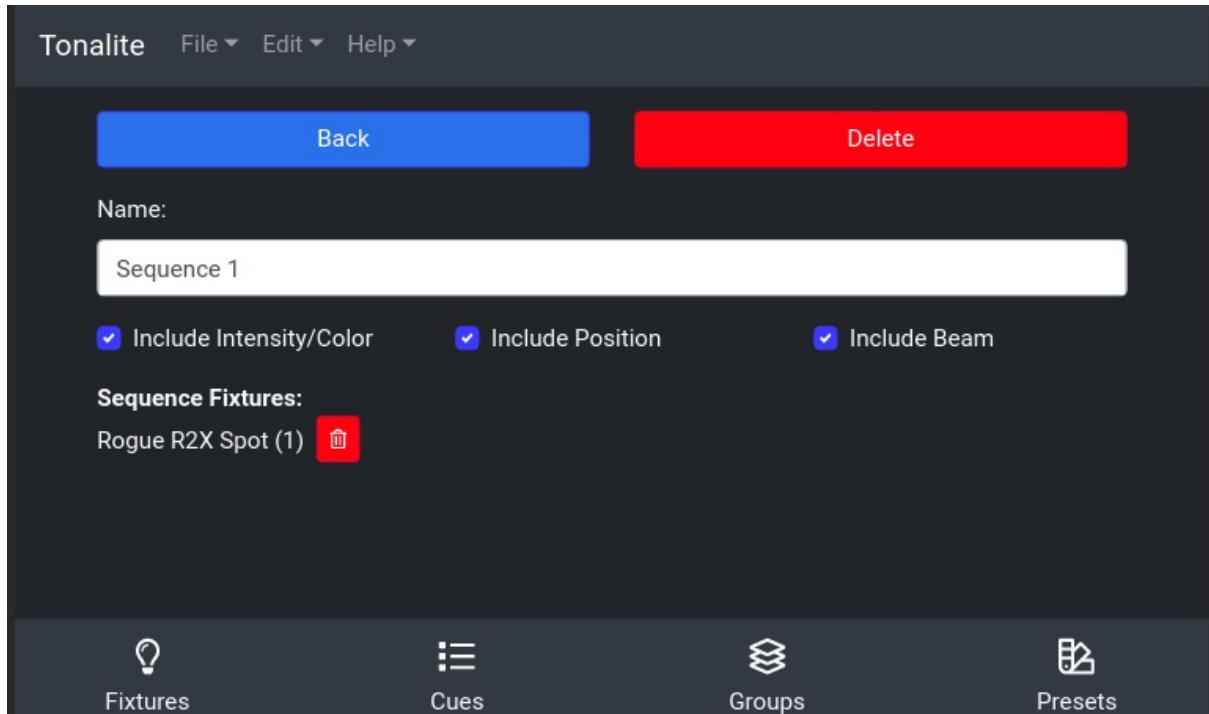 Tonalite File Edit Help
Back Delete
Name:
Sequence 1
Include Intensity/Color Include Position Include Beam
Sequence Fixtures:
Rogue R2X Spot (1)
Fixtures Cues Groups Presets